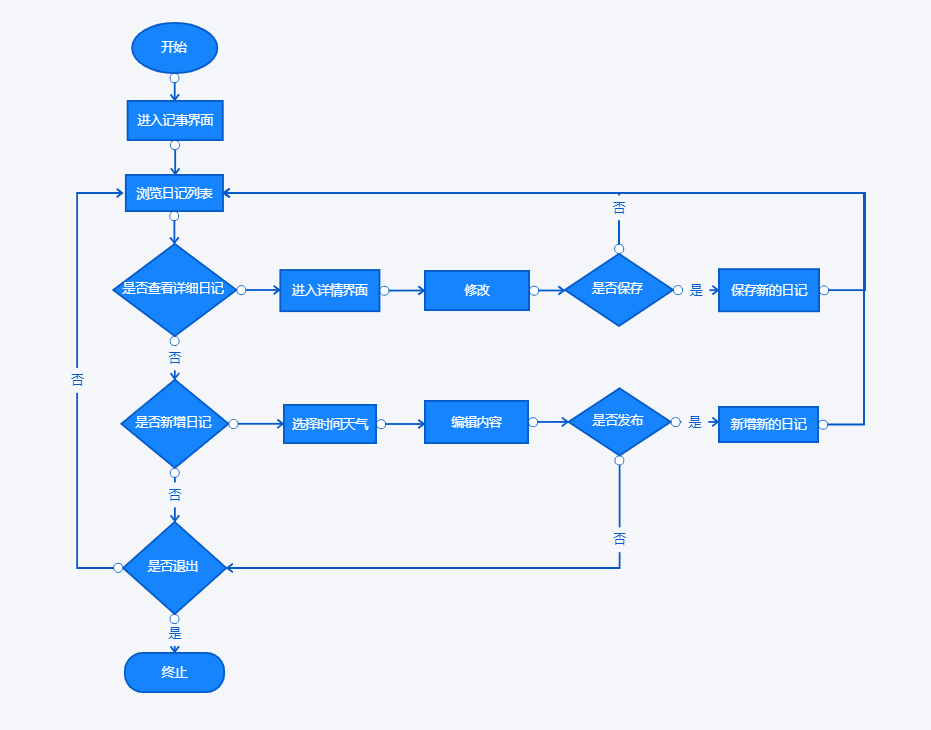 开始
进入记事界面
浏览日记列表
否
是否查看详细日记
进入详情界面
修改
是否保存
是
保存新的日记
否
否
是否新增日记
选择时间天气
编辑内容
是否发布
是
新增新的日记
否
否
是否退出
是
终止